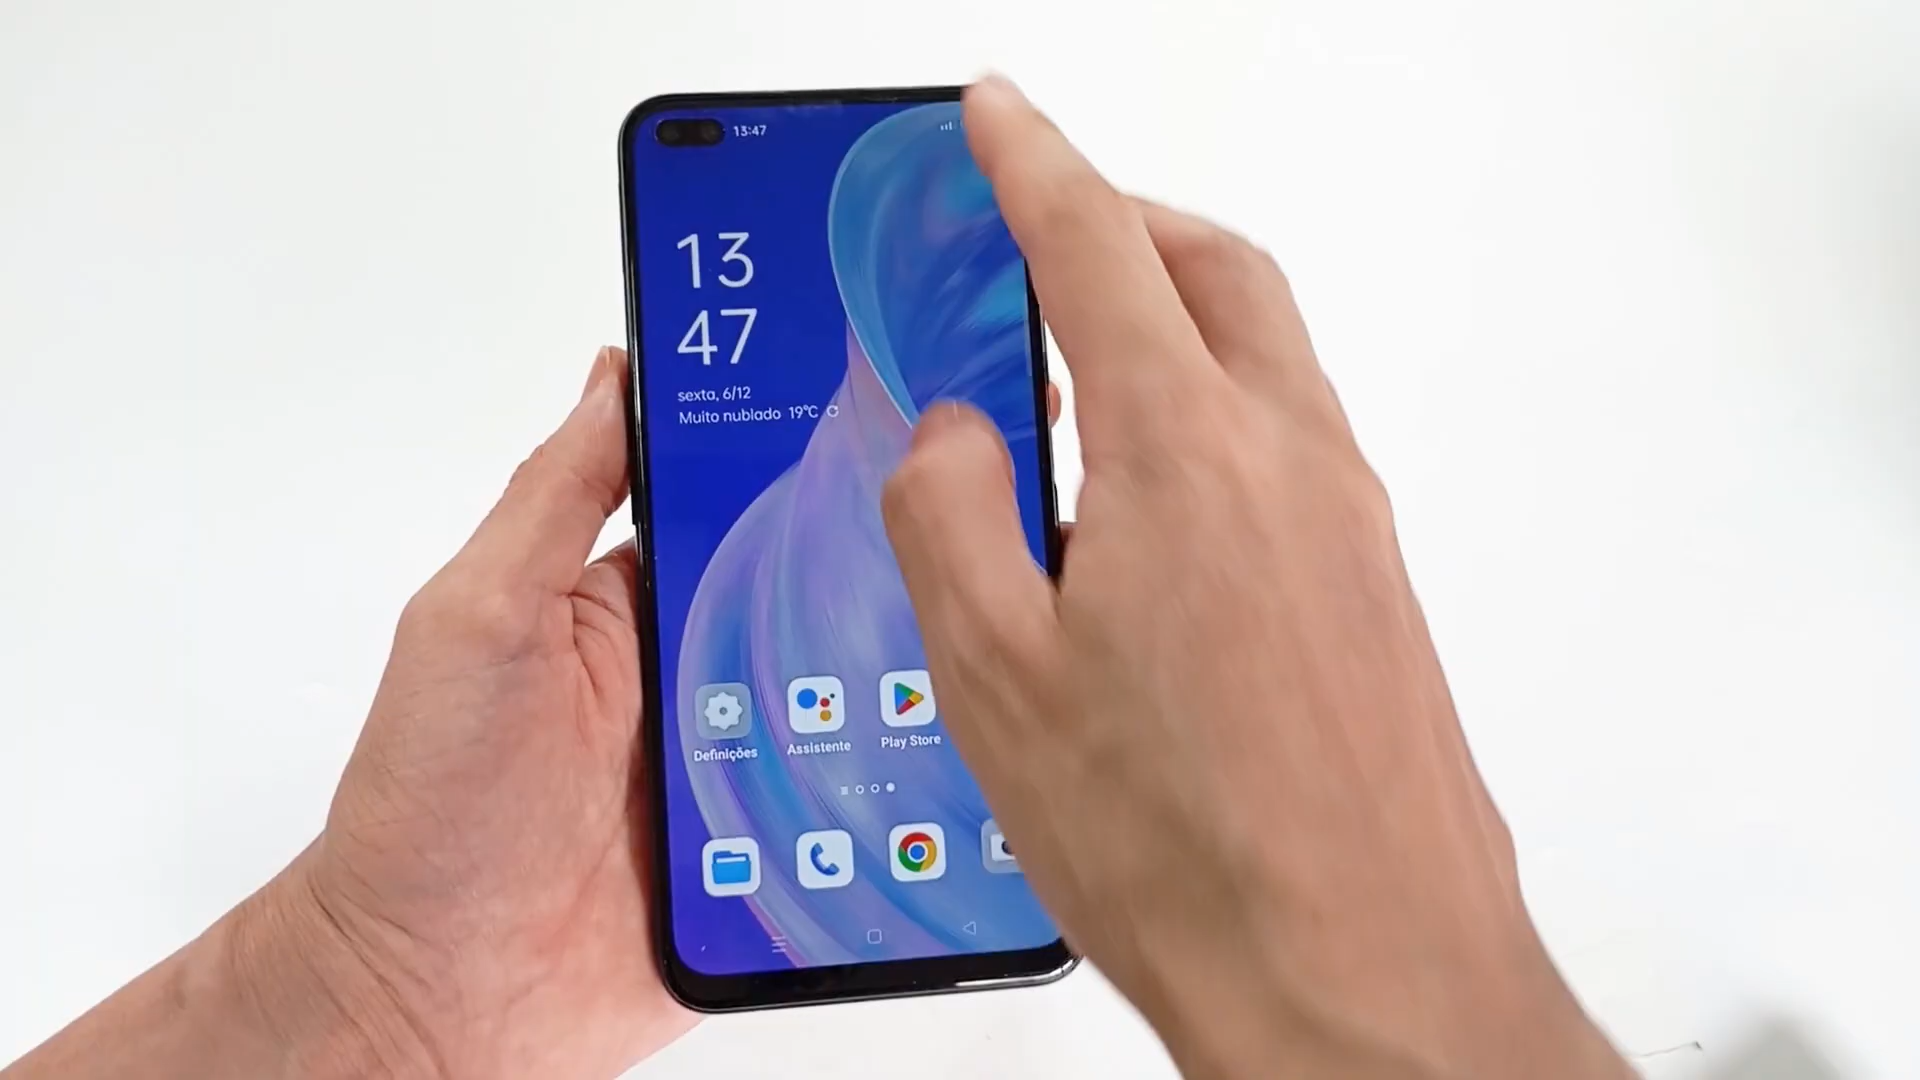 13:47
13
47
sexta, 6/12
Muito nublado 19°C
Definições
Assistente
Play Store